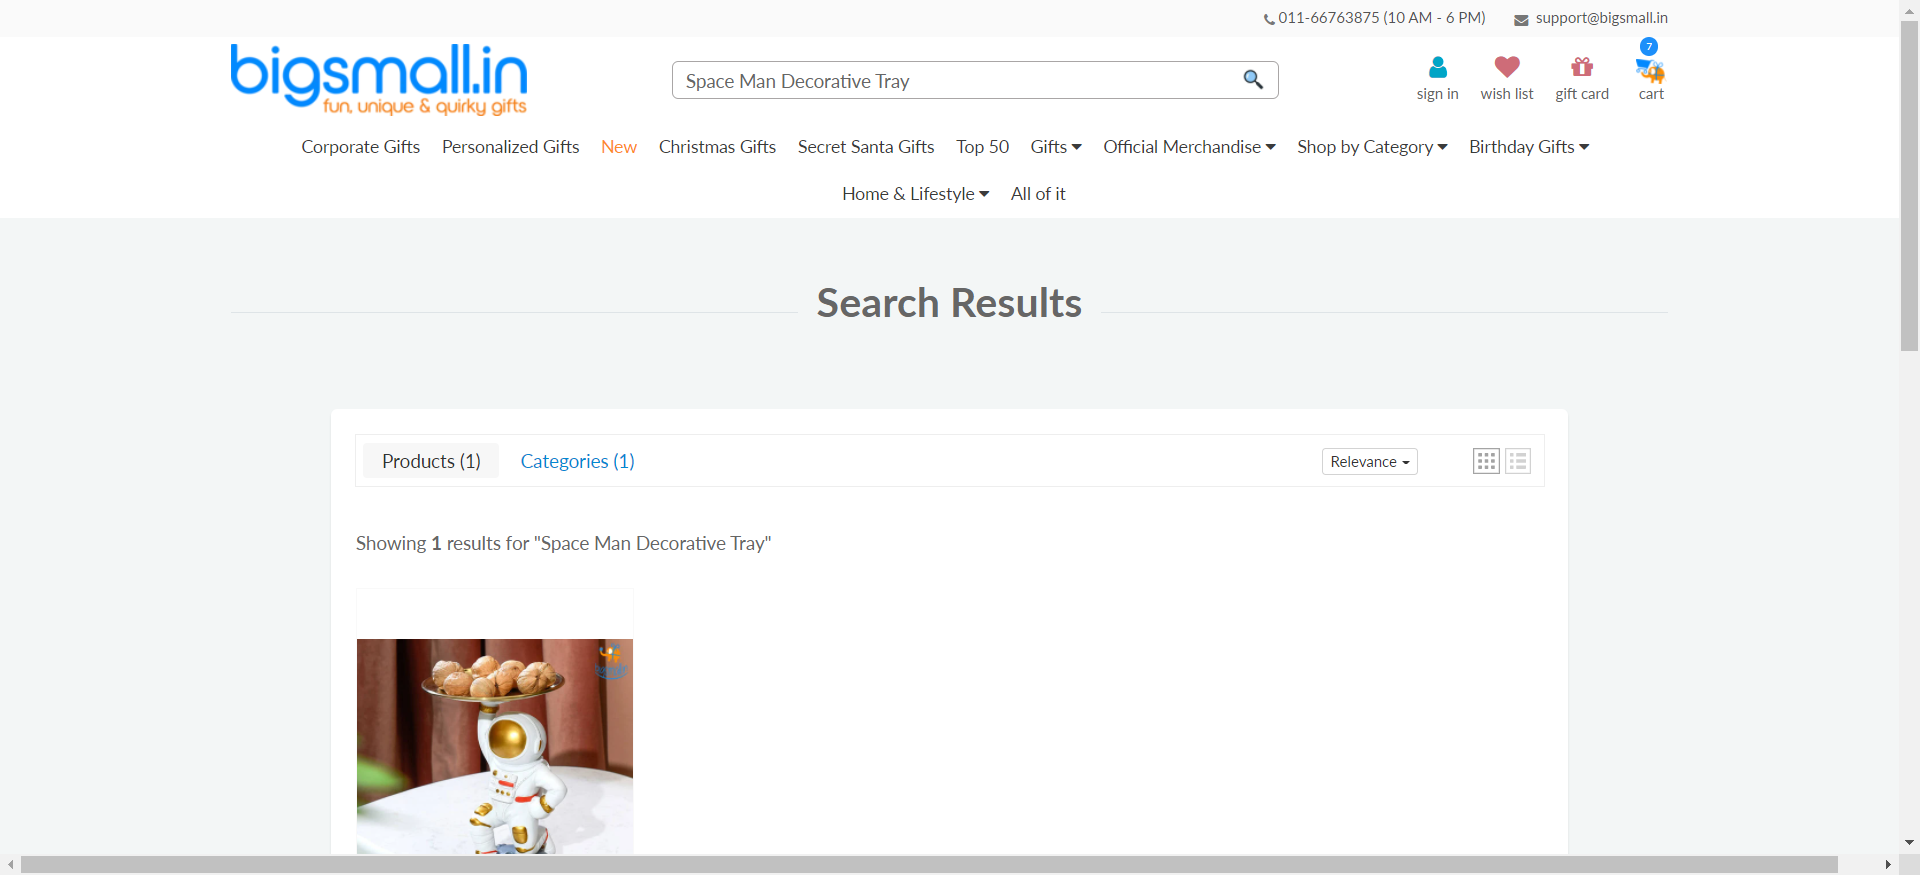 011-66763875 (10 AM - 6 PM) support@bigsmall.in
bigsmall.in
fun, unique & quirky gifts
Space Man Decorative Tray
7
sign in wish list gift card cart
Corporate Gifts Personalized Gifts New Christmas Gifts Secret Santa Gifts Top 50 Gifts Official Merchandise Shop by Category Birthday Gifts
Home & Lifestyle All of it
Search Results
Products (1) Categories (1) Relevance
Showing 1 results for "Space Man Decorative Tray"